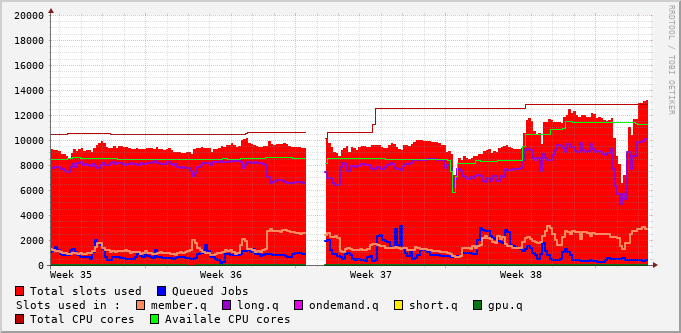 20000
18000
16000
14000
12000
10000
8000
6000
4000
2000
0
Week 35 Week 36 Week 37 Week 38
Total slots used Queued Jobs
Slots used in : member.q long.q ondemand.q short.q gpu.q
Total CPU cores Availale CPU cores
RRDTOOL / TOBI OETIKER